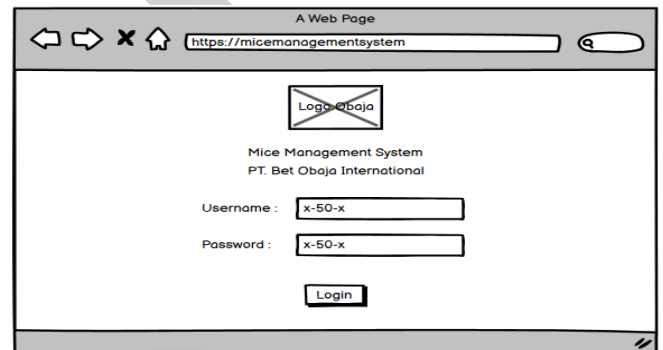 A Web Page
https://micemanagementsystem
Logo Obaja
Mice Management System
PT. Bet Obaja International
Username : x-50-x
Password : x-50-x
Login